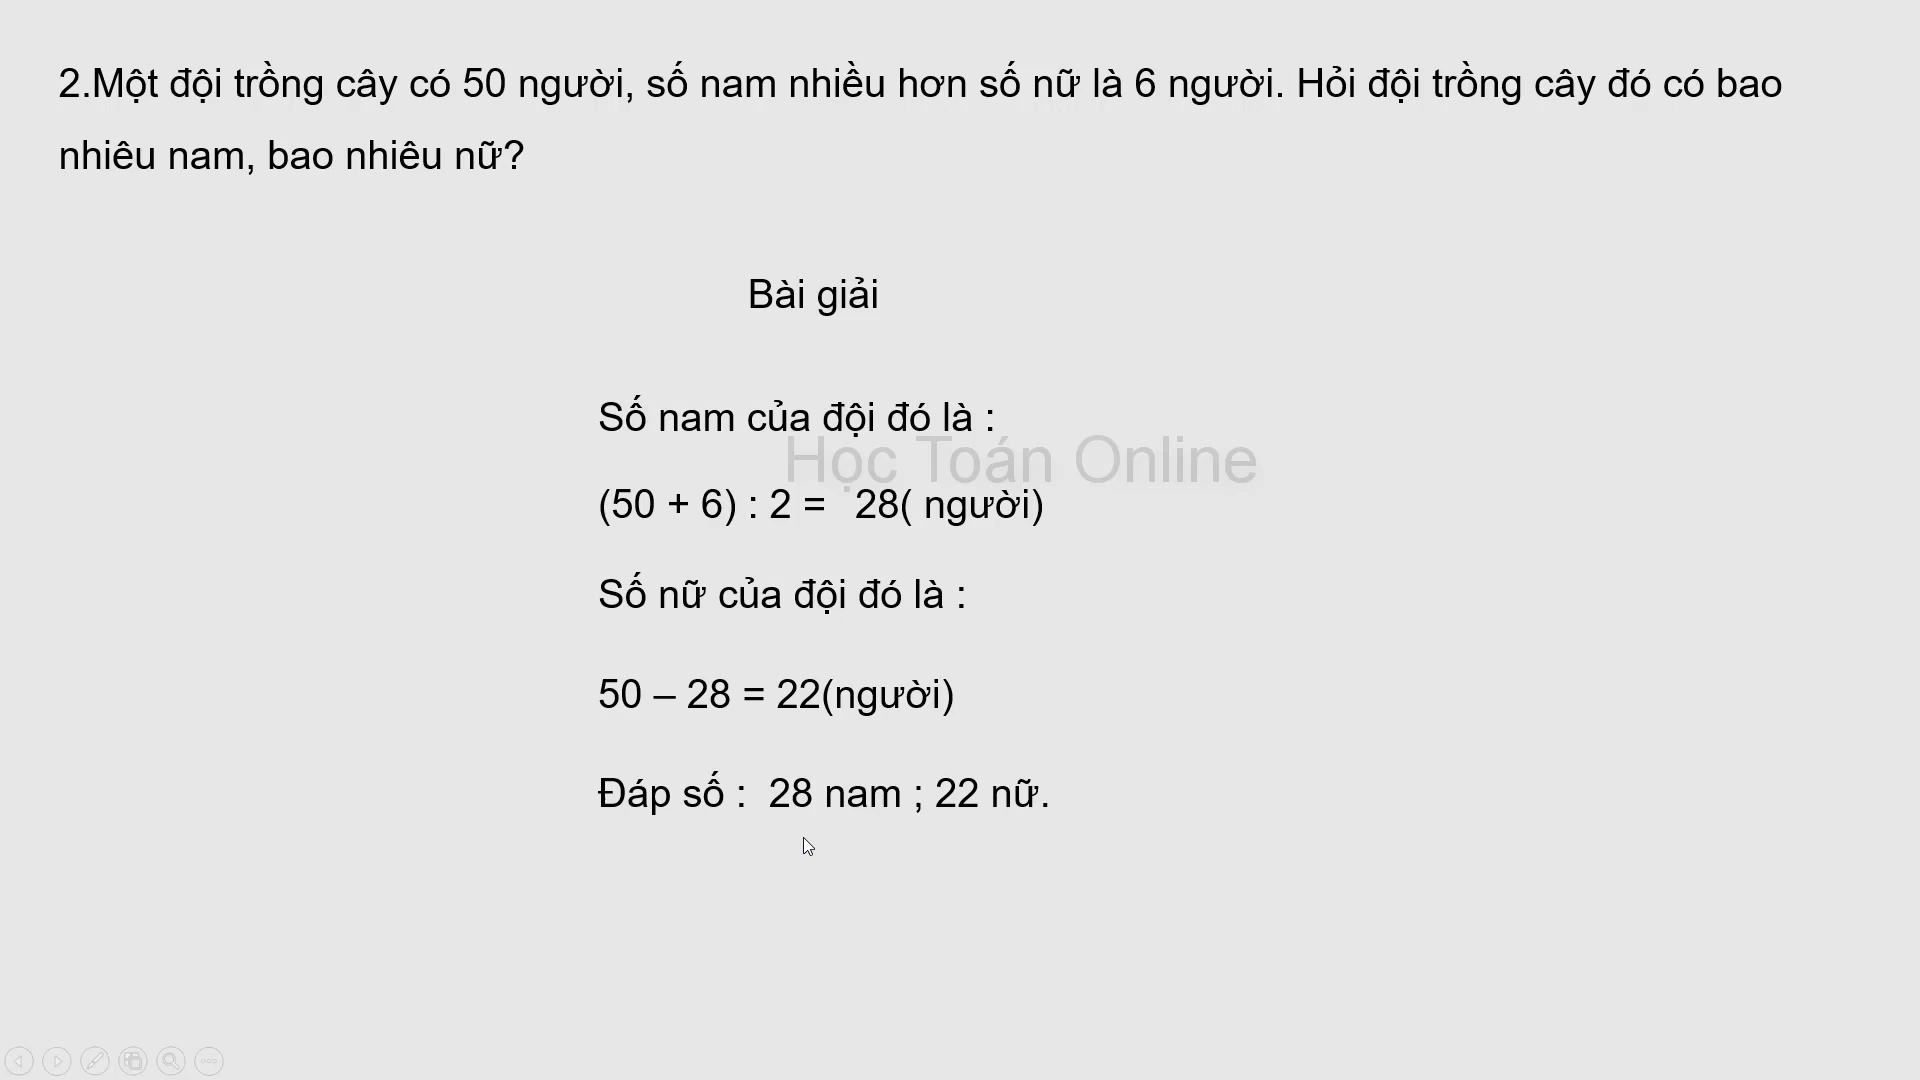 2.Một đội trồng cây có 50 người, số nam nhiều hơn số nữ là 6 người. Hỏi đội trồng cây đó có bao
nhiêu nam, bao nhiêu nữ?
Bài giải
Số nam của đội đó là :
Học Toán Online
(50 + 6) : 2 = 28( người)
Số nữ của đội đó là :
50 – 28 = 22(người)
Đáp số : 28 nam ; 22 nữ.